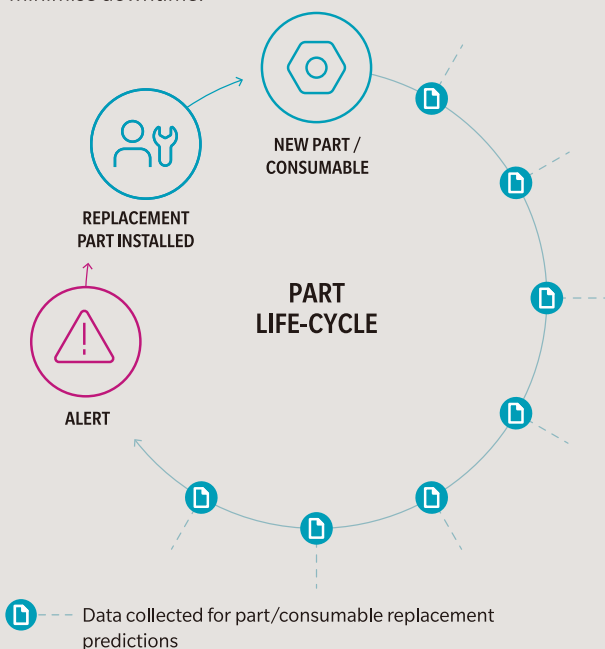 NEW PART /
CONSUMABLE
REPLACEMENT
PART INSTALLED
PART
LIFE-CYCLE
ALERT
Data collected for part/consumable replacement
predictions